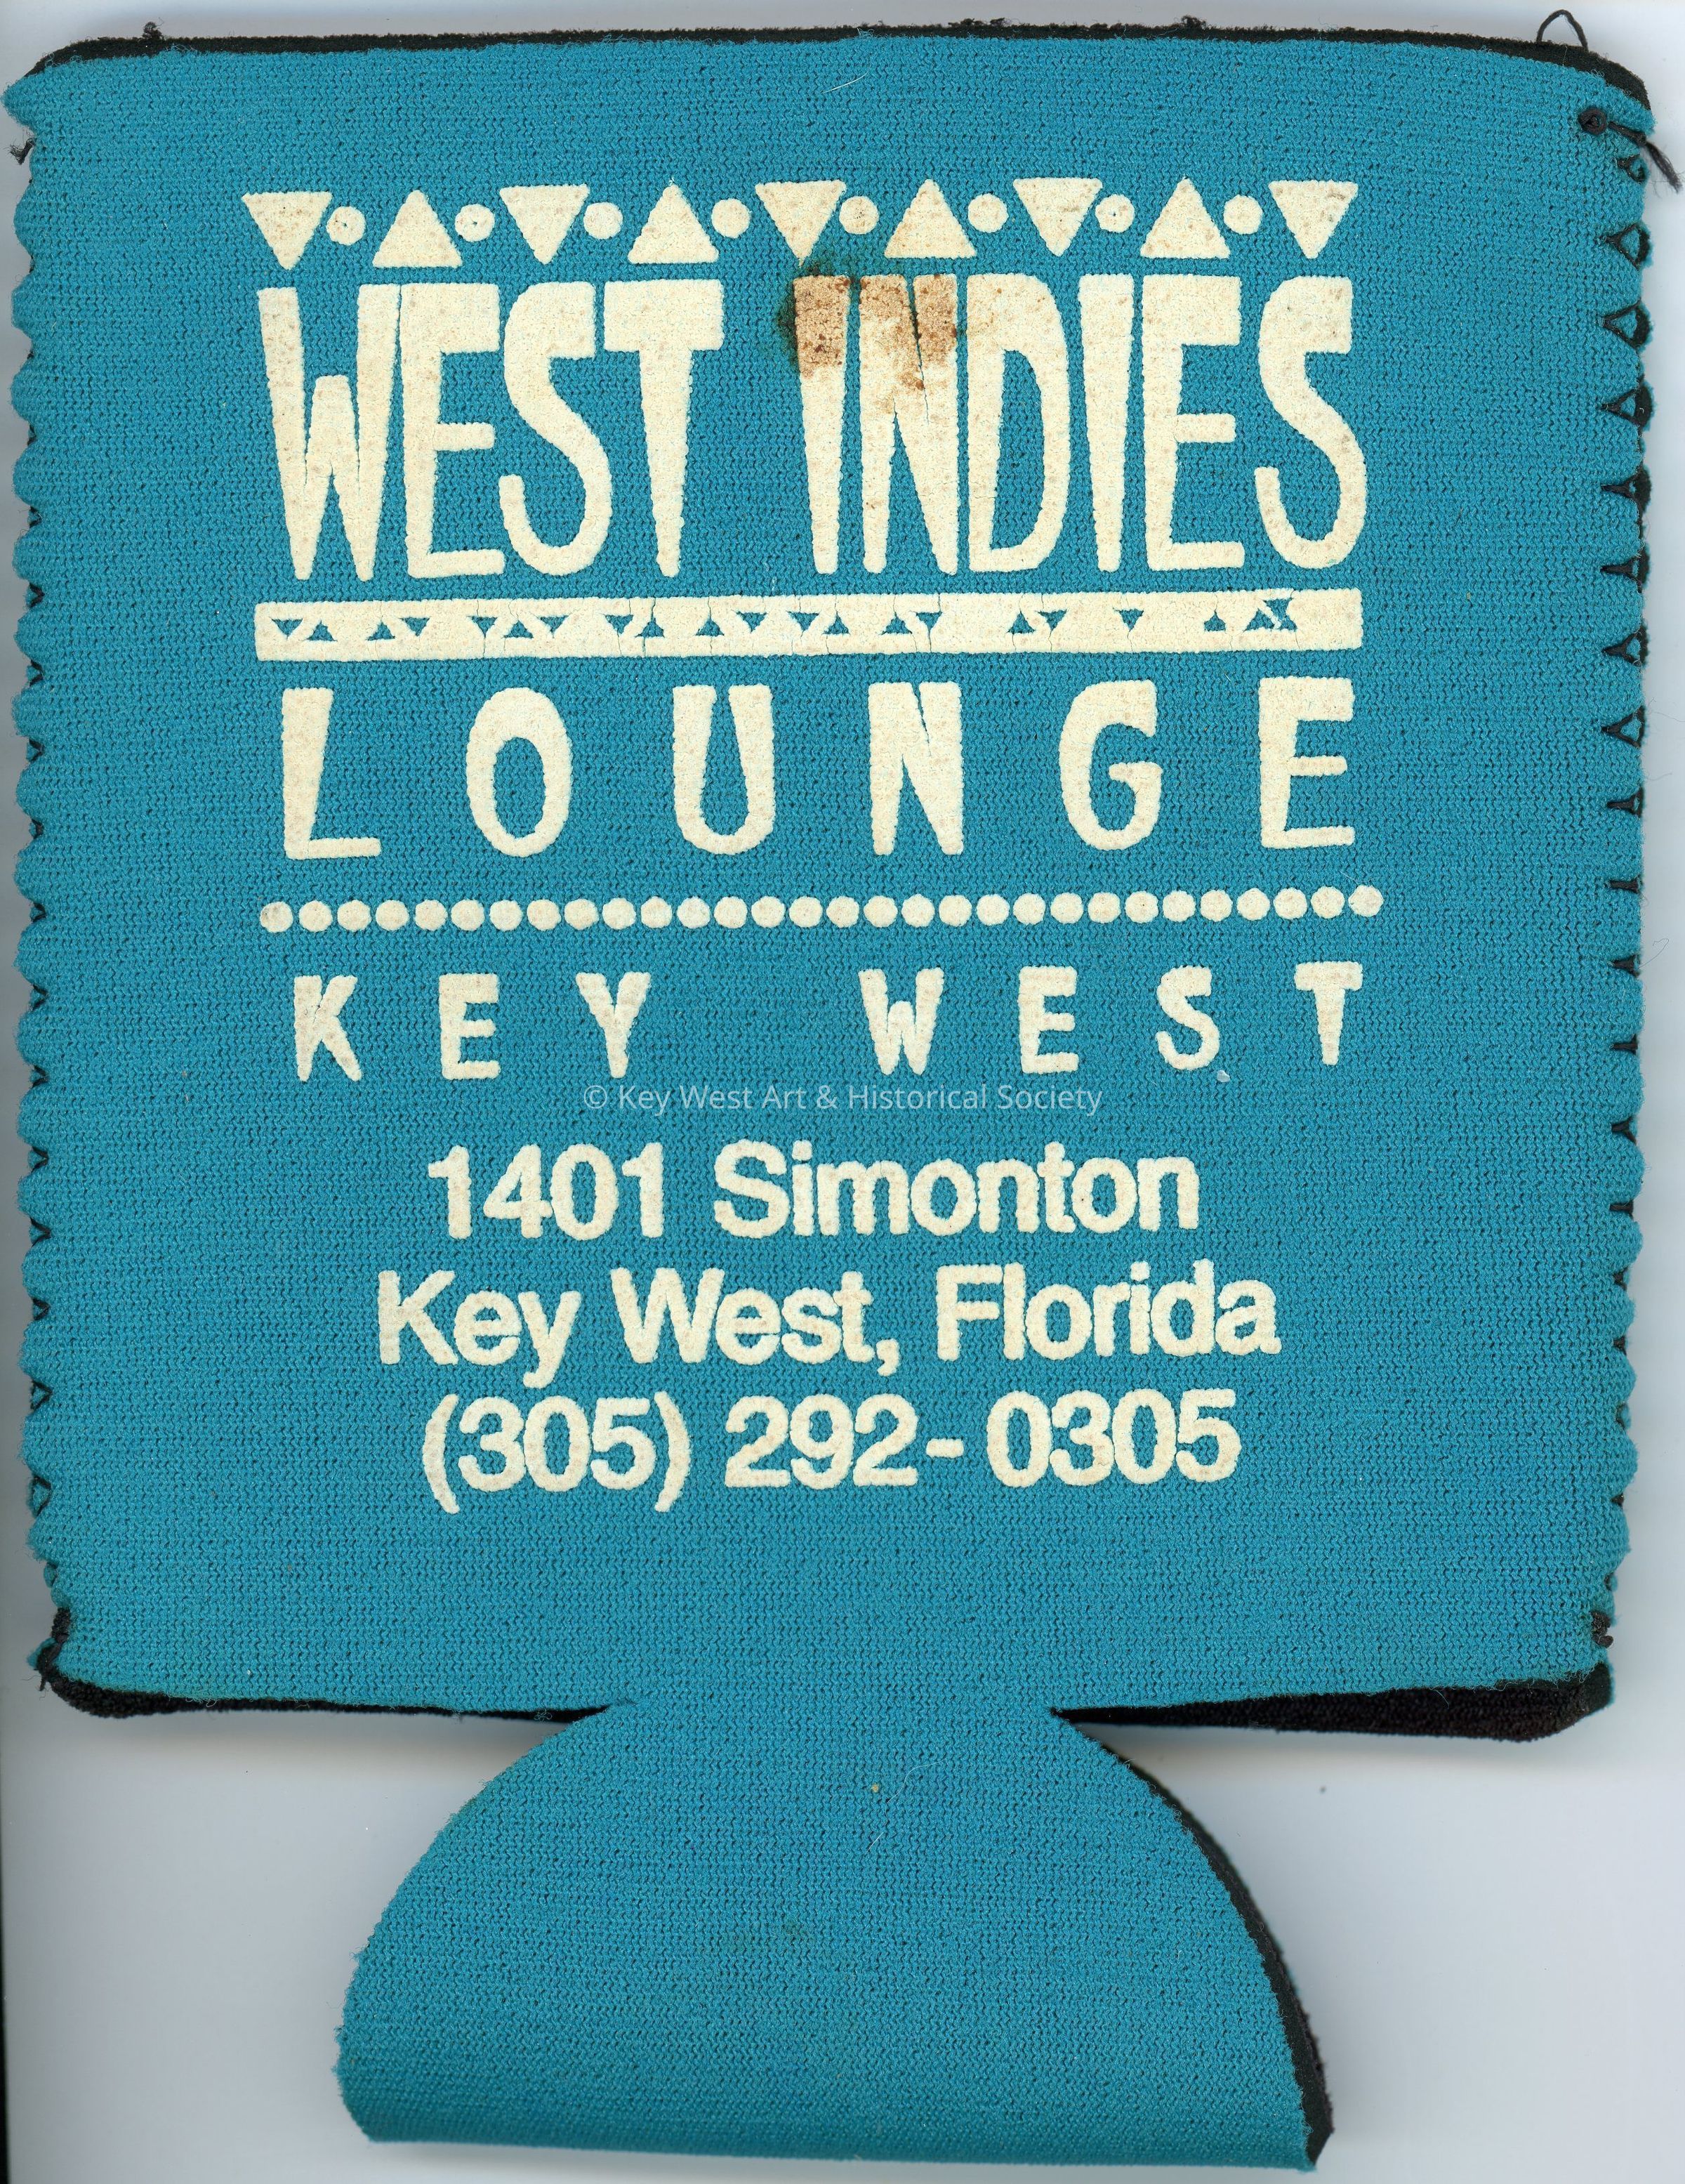 WEST INDIES
LOUNGE
KEY WEST
© Key West Art & Historical Society
1401 Simonton
Key West, Florida
(305) 292-0305